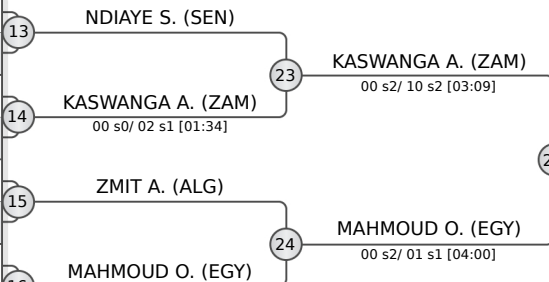 NDIAYE S. (SEN)
13
23
KASWANGA A. (ZAM)
00 s2/ 10 s2 [03:09]
KASWANGA A. (ZAM)
14
00 s0/ 02 s1 [01:34]
ZMIT A. (ALG)
15
24
MAHMOUD O. (EGY)
00 s2/ 01 s1 [04:00]
MAHMOUD O. (EGY)